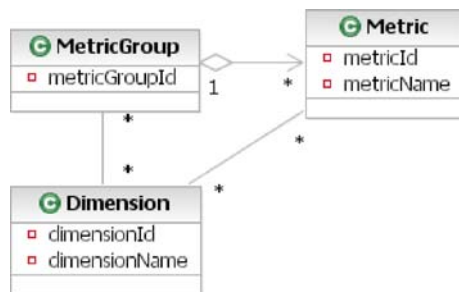 MetricGroup
metricGroupId
Metric
metricId
metricName
1
*
*
*
*
*
Dimension
dimensionId
dimensionName